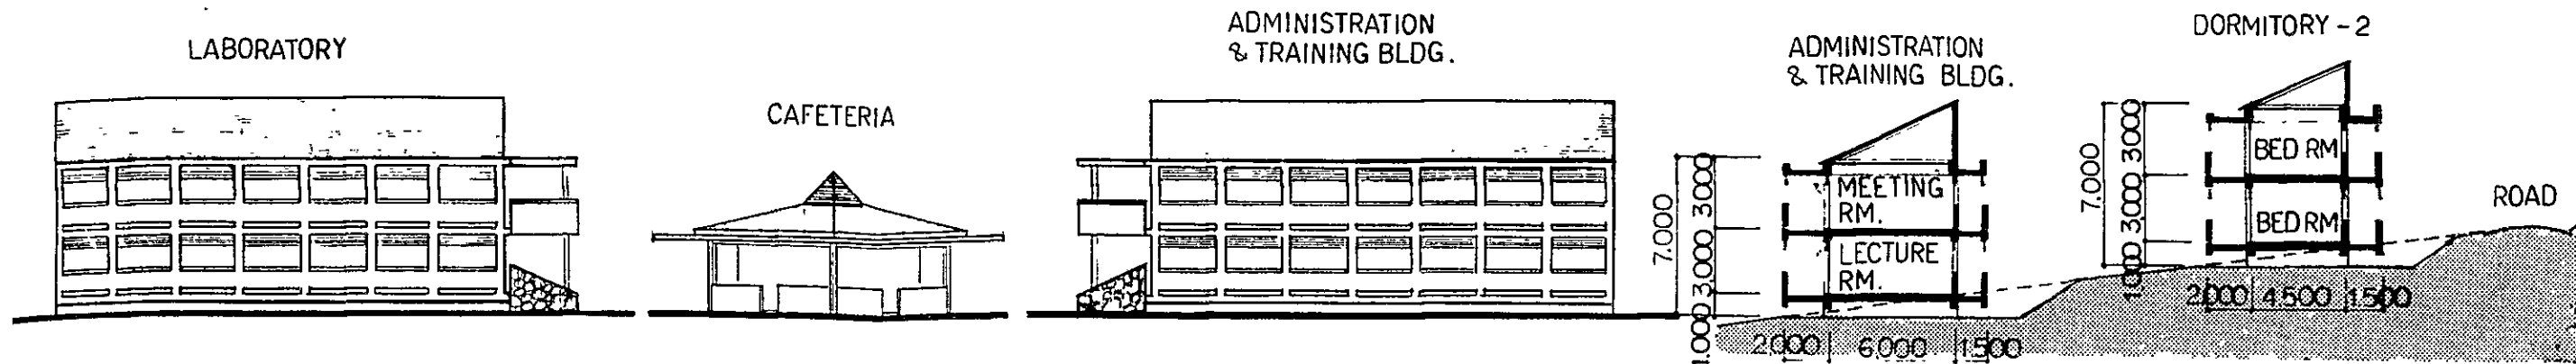 LABORATORY
CAFETERIA
ADMINISTRATION
& TRAINING BLDG.
ADMINISTRATION
& TRAINING BLDG.
7.000
3.000
3.000
1.000
MEETING
RM.
LECTURE
RM.
2.000 6.000 1.500
DORMITORY - 2
7.000
3.000
3.000
1.000
BED RM
BED RM
2.000 4.500 1.500
ROAD